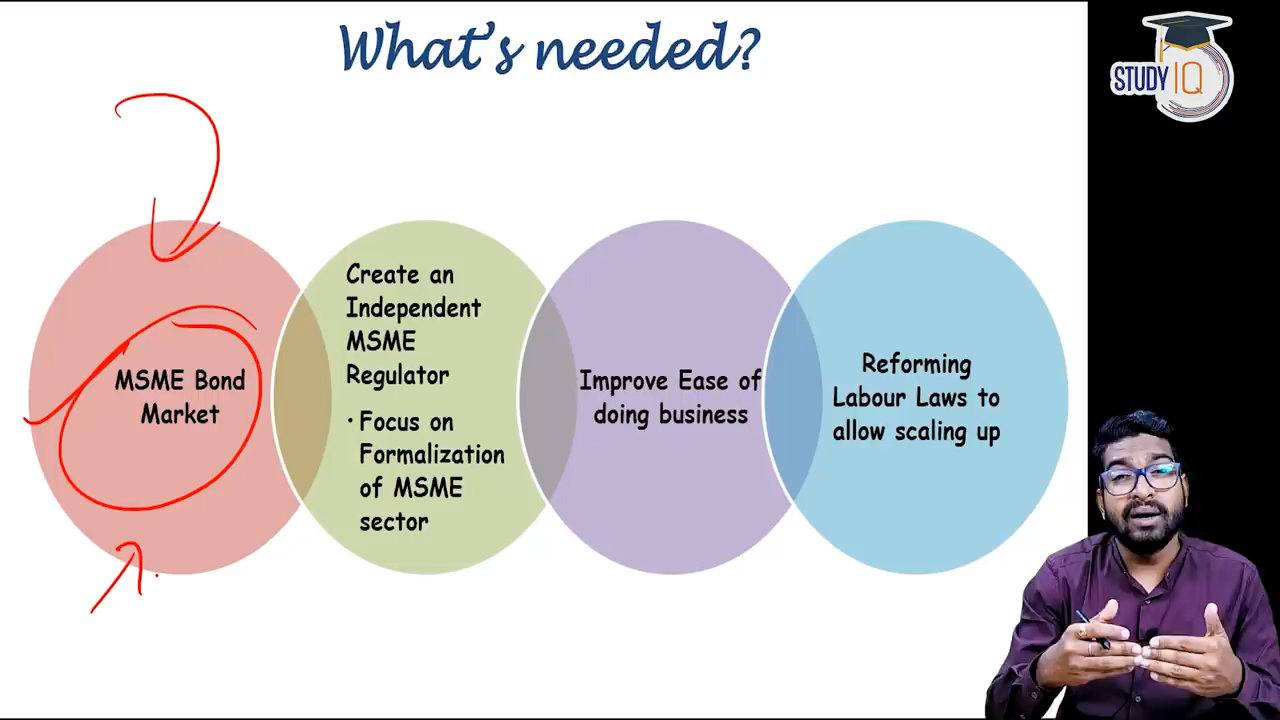 What's needed?
STUDY IQ
MSME Bond
Market
Create an
Independent
MSME
Regulator
· Focus on
Formalization
of MSME
sector
Improve Ease of
doing business
Reforming
Labour Laws to
allow scaling up